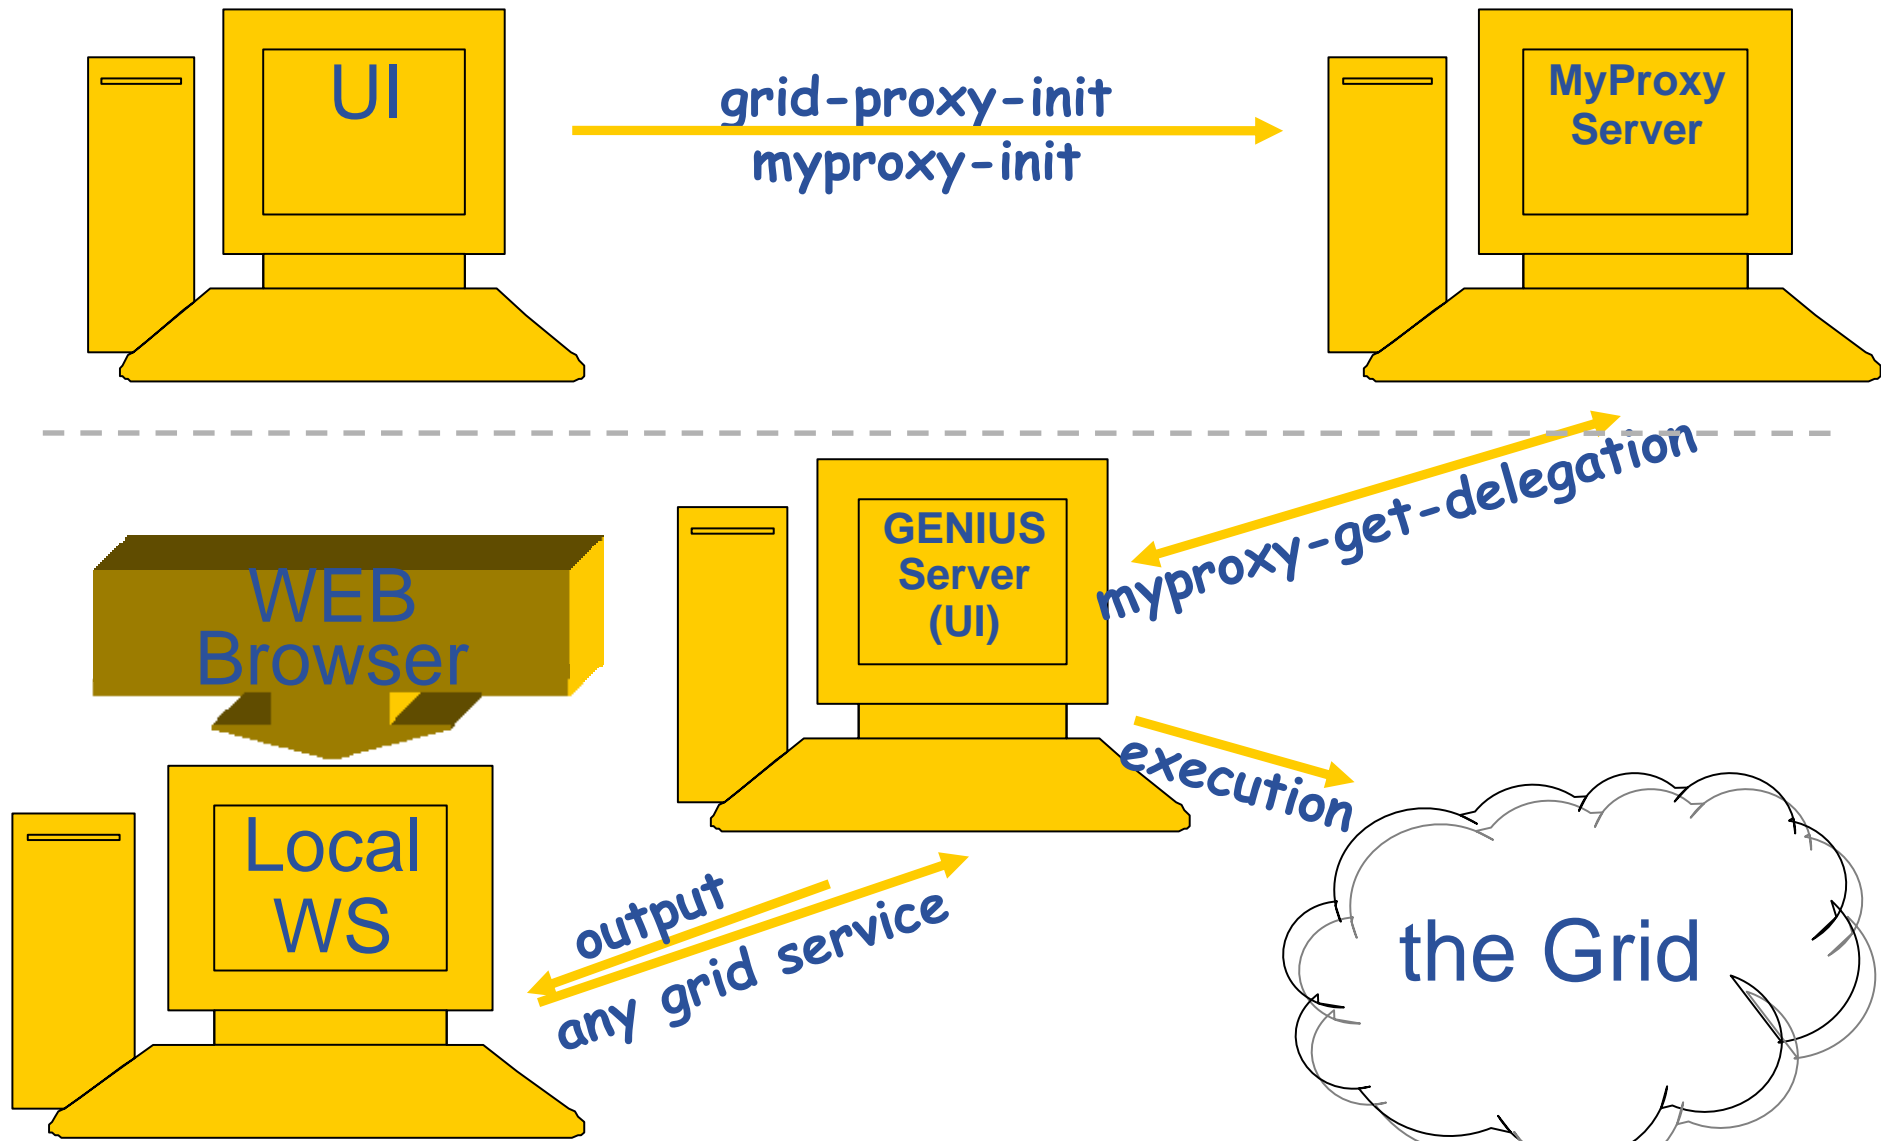 UI
grid-proxy-init
myproxy-init
MyProxy
Server
myproxy-get-delegation
GENIUS
Server
(UI)
WEB
Browser
execution
Local
WS
output
any grid service
the Grid